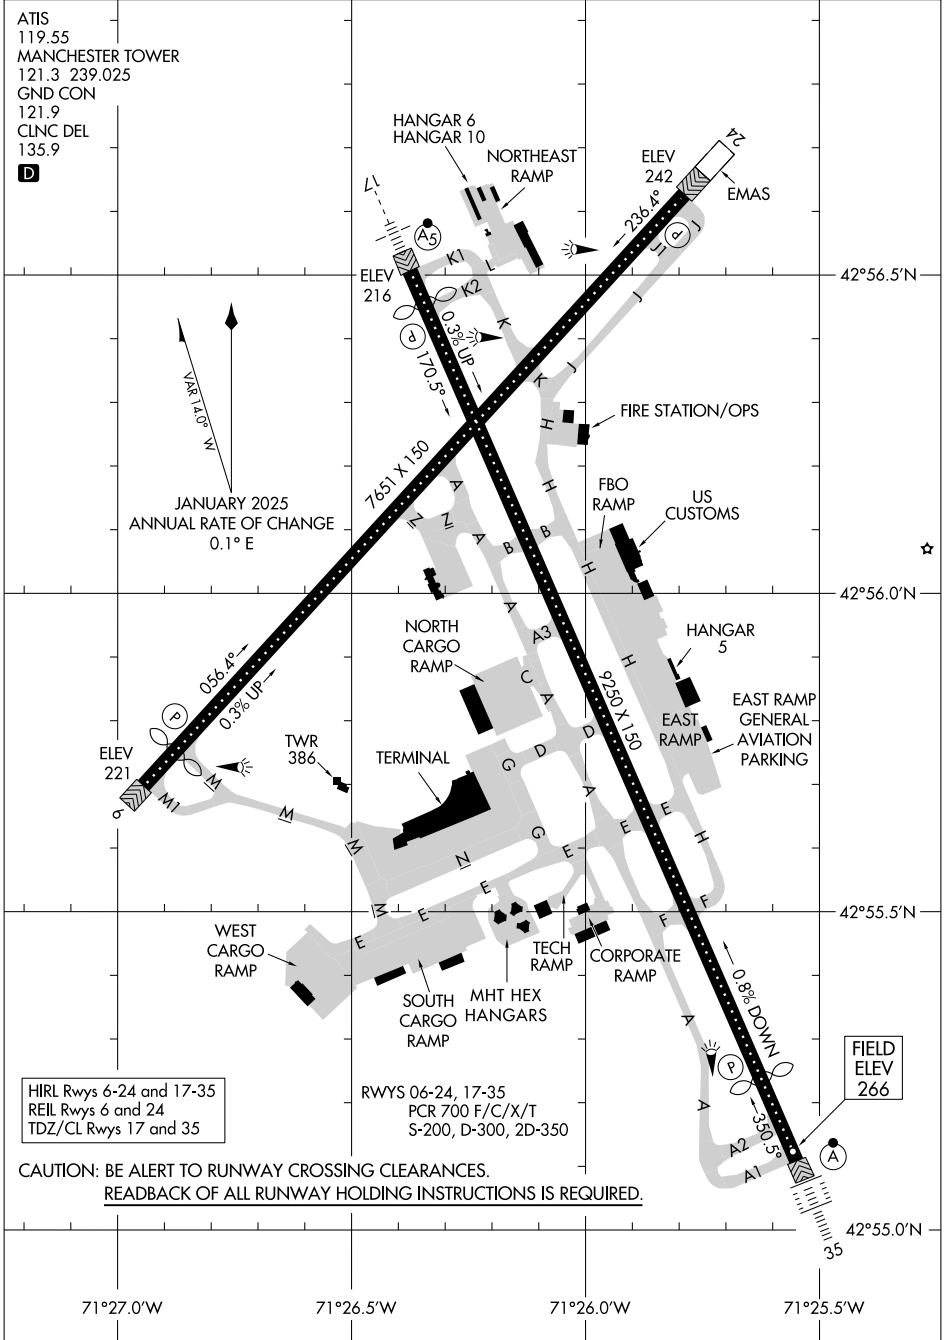 ATIS
119.55
MANCHESTER TOWER
121.3 239.025
GND CON
121.9
CLNC DEL
135.9
D
HANGAR 6
HANGAR 10
NORTHEAST
RAMP
ELEV
242
24
EMAS
236.4°
P
J
J1
17
A5
K1
L
K2
ELEV
216
42°56.5'N
P
0.3% UP
170.5°
K
J
J
K
VAR 14.0° W
JANUARY 2025
ANNUAL RATE OF CHANGE
0.1° E
H
FIRE STATION/OPS
7651 X 150
A
H
FBO
RAMP
US
CUSTOMS
N
N
A
B
B
H
42°56.0'N
A
NORTH
CARGO
RAMP
A3
HANGAR
5
H
C
A
056.4°
0.3% UP
9250 X 150
P
EAST
RAMP
EAST RAMP
GENERAL
AVIATION
PARKING
ELEV
221
TWR
386
TERMINAL
D
D
G
M
M1
6
A
M
G
E
E
H
M
N
E
E
M
E
E
F
F
42°55.5'N
WEST
CARGO
RAMP
TECH
RAMP
CORPORATE
RAMP
SOUTH
CARGO
RAMP
MHT HEX
HANGARS
0.8% DOWN
A
P
FIELD
ELEV
266
HIRL Rwys 6-24 and 17-35
REIL Rwys 6 and 24
TDZ/CL Rwys 17 and 35
RWYS 06-24, 17-35
PCR 700 F/C/X/T
S-200, D-300, 2D-350
A
350.5°
A2
A1
A
CAUTION: BE ALERT TO RUNWAY CROSSING CLEARANCES.
READBACK OF ALL RUNWAY HOLDING INSTRUCTIONS IS REQUIRED.
42°55.0'N
35
71°27.0'W
71°26.5'W
71°26.0'W
71°25.5'W